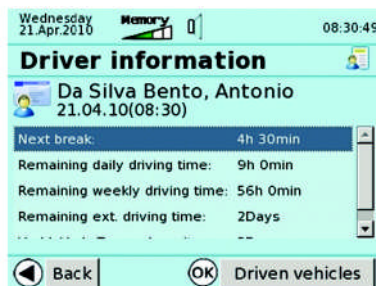 Wednesday
21.Apr.2010
Memory
08:30:49
Driver information
Da Silva Bento, Antonio
21.04.10(08:30)
Next break: 4h 30min
Remaining daily driving time: 9h 0min
Remaining weekly driving time: 56h 0min
Remaining ext. driving time: 2Days
Back
OK Driven vehicles